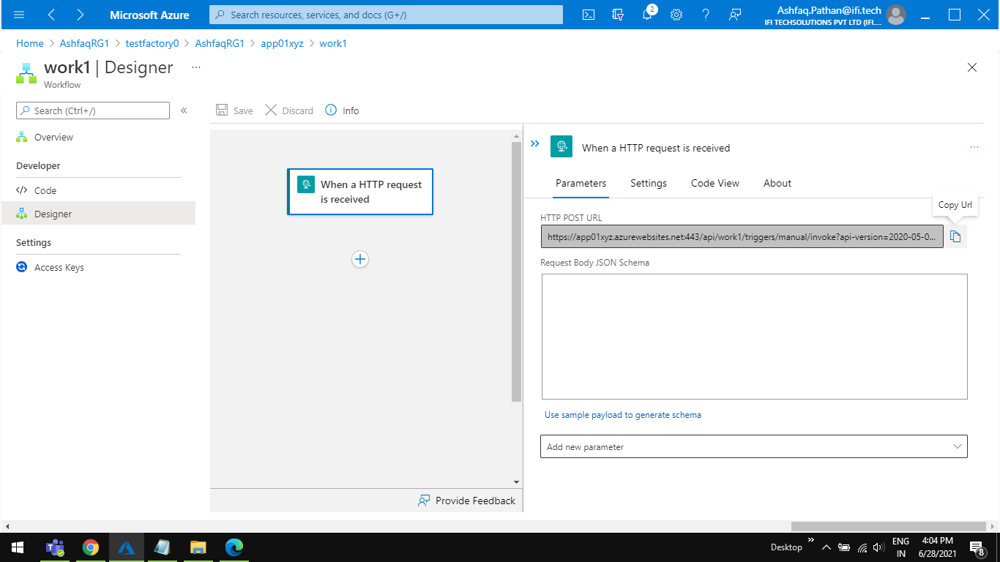 Microsoft Azure
Search resources, services, and docs (G+/)
2
Ashfaq.Pathan@ifi.tech
IFI TECHSOLUTIONS PVT LTD (IFI....
Home > AshfaqRG1 > testfactory0 > AshfaqRG1 > app01xyz > work1
work1 | Designer ...
Workflow
Search (Ctrl+/)
«
Save
Discard
Info
Overview
Developer
Code
Designer
Settings
Access Keys
When a HTTP request
is received
Provide Feedback
When a HTTP request is received
...
Parameters
Settings
Code View
About
Copy Url
HTTP POST URL
https://app01xyz.azurewebsites.net:443/api/work1/triggers/manual/invoke?api-version=2020-05-0...
Request Body JSON Schema
Use sample payload to generate schema
Add new parameter
Desktop
ENG
IN
4:04 PM
6/28/2021
8